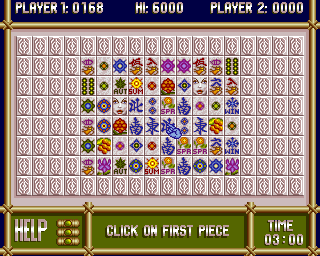 PLAYER 1: 0168 HI: 6000 PLAYER 2: 0000
AUT SUM WIN
SPR
SPR SPR WIN
AUT SUM SPR
HELP CLICK ON FIRST PIECE TIME
03:00